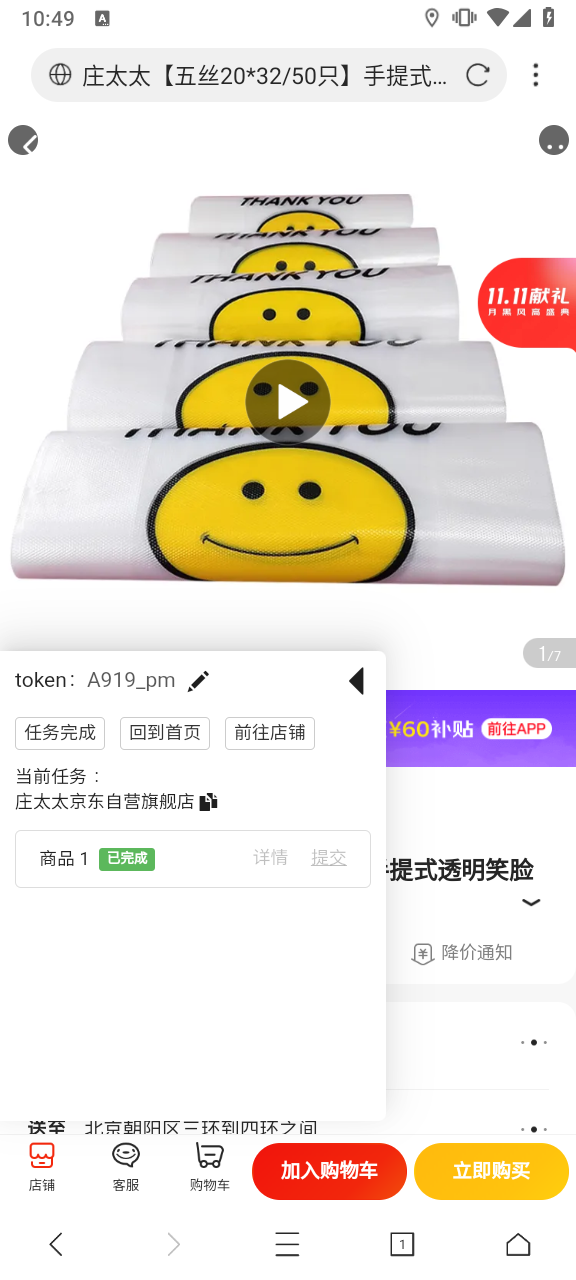 10:49 A
庄太太【五丝20*32/50只】手提式...
THANK YOU
THANK YOU
THANK YOU
THANK YOU
THANK YOU
11.11献礼
月黑风高盛典
1/7
token： A919_pm
任务完成 回到首页 前往店铺
¥60补贴 前往APP
当前任务：
庄太太京东自营旗舰店
商品 1 已完成 详情 提交
手提式透明笑脸
降价通知
送至 北京朝阳区三环到四环之间
店铺 客服 购物车 加入购物车 立即购买
1